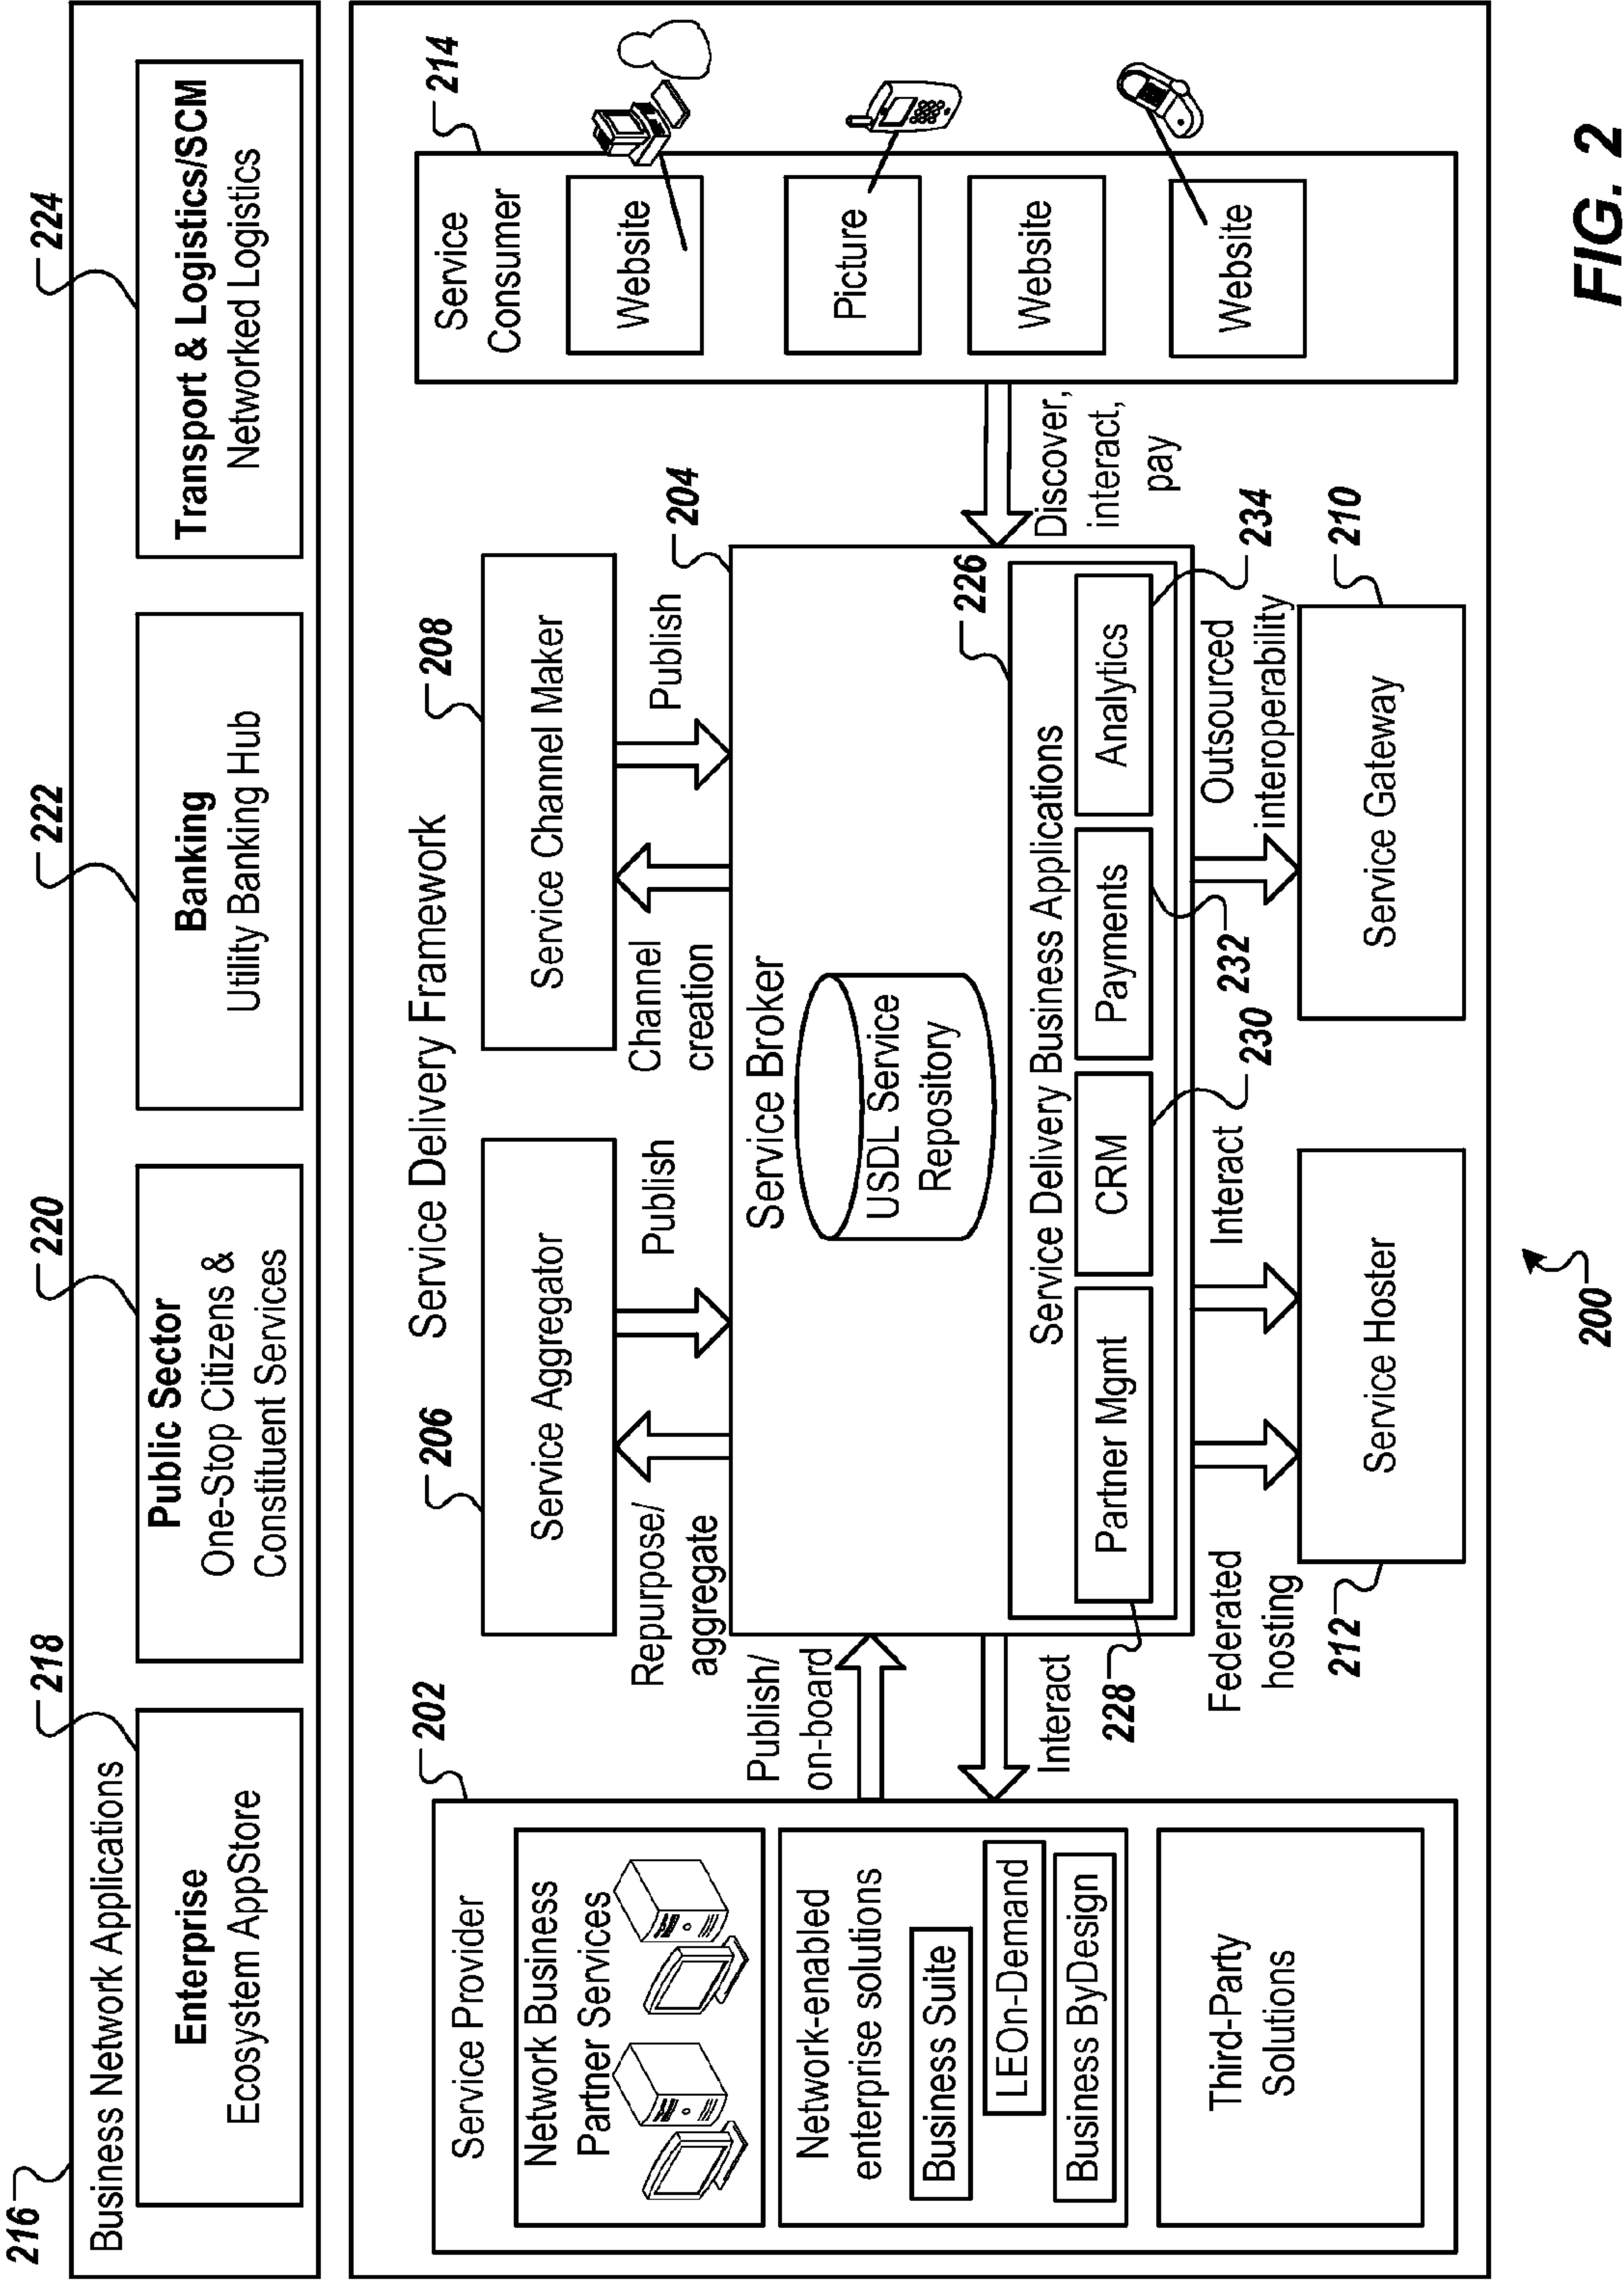 216
Business Network Applications
218
Enterprise
Ecosystem AppStore
220
Public Sector
One-Stop Citizens &
Constituent Services
222
Banking
Utility Banking Hub
224
Transport & Logistics/SCM
Networked Logistics
Service Delivery Framework
202
Service Provider
Network Business
Partner Services
Network-enabled
enterprise solutions
Business Suite
LEOn-Demand
Business ByDesign
Third-Party
Solutions
Publish/
on-board
Interact
206
Service Aggregator
Repurpose/
aggregate
Publish
208
Service Channel Maker
Channel
creation
Publish
204
Service Broker
USDL Service
Repository
226
Service Delivery Business Applications
Partner Mgmt
CRM
Payments
Analytics
228
230
232
234
Federated
hosting
Interact
Outsourced
interoperability
212
Service Hoster
210
Service Gateway
Discover,
interact,
pay
214
Service
Consumer
Website
Picture
Website
Website
200
FIG. 2